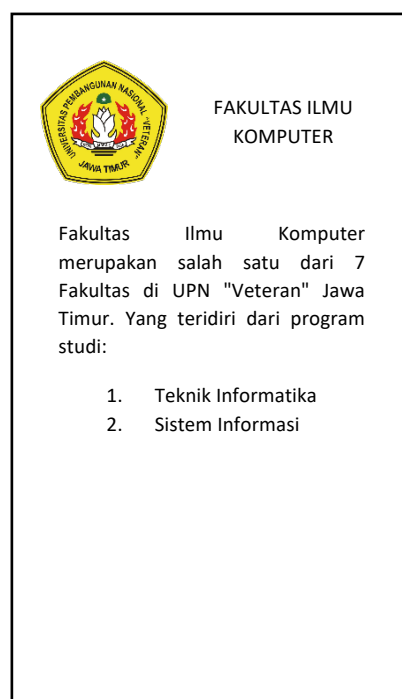 UNIVERSITAS PEMBANGUNAN NASIONAL "VETERAN"
JAWA TIMUR
FAKULTAS ILMU
KOMPUTER
Fakultas Ilmu Komputer
merupakan salah satu dari 7
Fakultas di UPN "Veteran" Jawa
Timur. Yang teridiri dari program
studi:
1. Teknik Informatika
2. Sistem Informasi